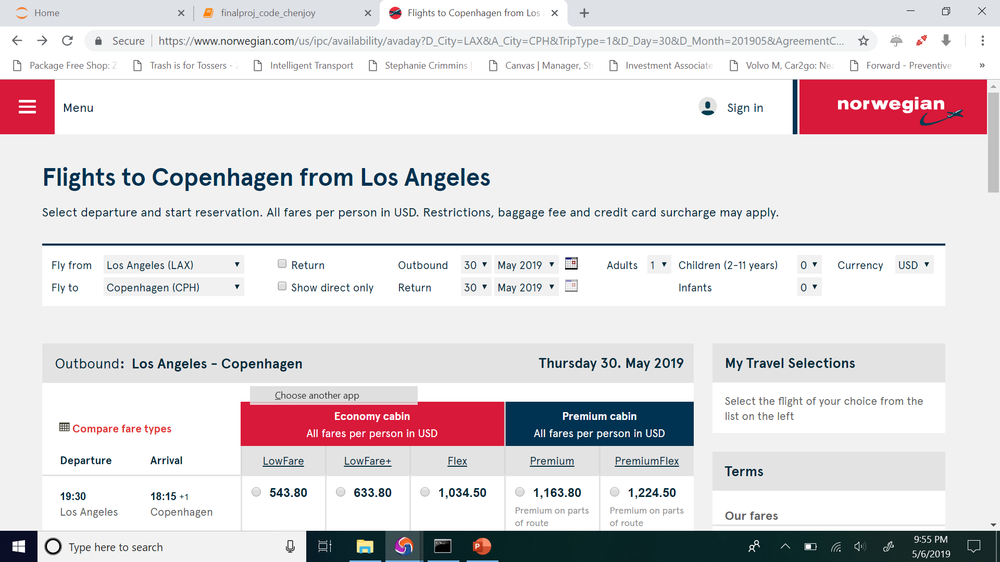 Home
finalproj_code_chenjoy
Flights to Copenhagen from Los
Secure
https://www.norwegian.com/us/ipc/availability/avaday?D_City=LAX&A_City=CPH&TripType=1&D_Day=30&D_Month=201905&AgreementC...
Package Free Shop:
Trash is for Tossers -
Intelligent Transport
Stephanie Crimmins |
Canvas | Manager,
Investment Associate
Volvo M, Car2go:
Forward - Preventive
»
Menu
Sign in
norwegian
Flights to Copenhagen from Los Angeles
Select departure and start reservation. All fares per person in USD. Restrictions, baggage fee and credit card surcharge may apply.
Fly from Los Angeles (LAX) Return Outbound 30 May 2019 Adults 1 Children (2-11 years) 0 Currency USD
Fly to Copenhagen (CPH) Show direct only Return 30 May 2019 Infants 0
Outbound: Los Angeles - Copenhagen Thursday 30. May 2019
My Travel Selections
Select the flight of your choice from the
list on the left
Choose another app
Economy cabin
All fares per person in USD
Premium cabin
All fares per person in USD
Compare fare types
Departure Arrival LowFare LowFare+ Flex Premium PremiumFlex
19:30 18:15 +1 543.80 633.80 1,034.50 1,163.80 1,224.50
Los Angeles Copenhagen
Premium on parts
of route
Premium on parts
of route
Terms
Our fares
Type here to search
9:55 PM
5/6/2019